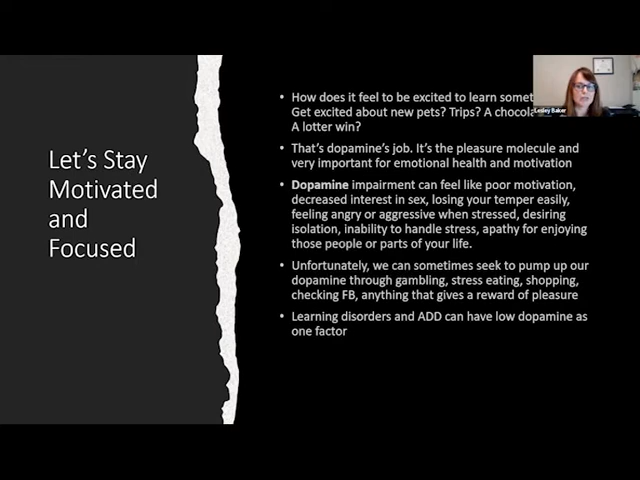 Let's Stay
Motivated
and
Focused
Lesley Baker
• How does it feel to be excited to learn
Get excited about new pets? Trips? A
A lotter win?
• That's dopamine's job. It's the pleasure molecule and
very important for emotional health and motivation
• Dopamine impairment can feel like poor motivation,
decreased interest in sex, losing your temper easily,
feeling angry or aggressive when stressed, desiring
isolation, inability to handle stress, apathy for enjoying
those people or parts of your life.
• Unfortunately, we can sometimes seek to pump up our
dopamine through gambling, stress eating, shopping,
checking FB, anything that gives a reward of pleasure
• Learning disorders and ADD can have low dopamine as
one factor